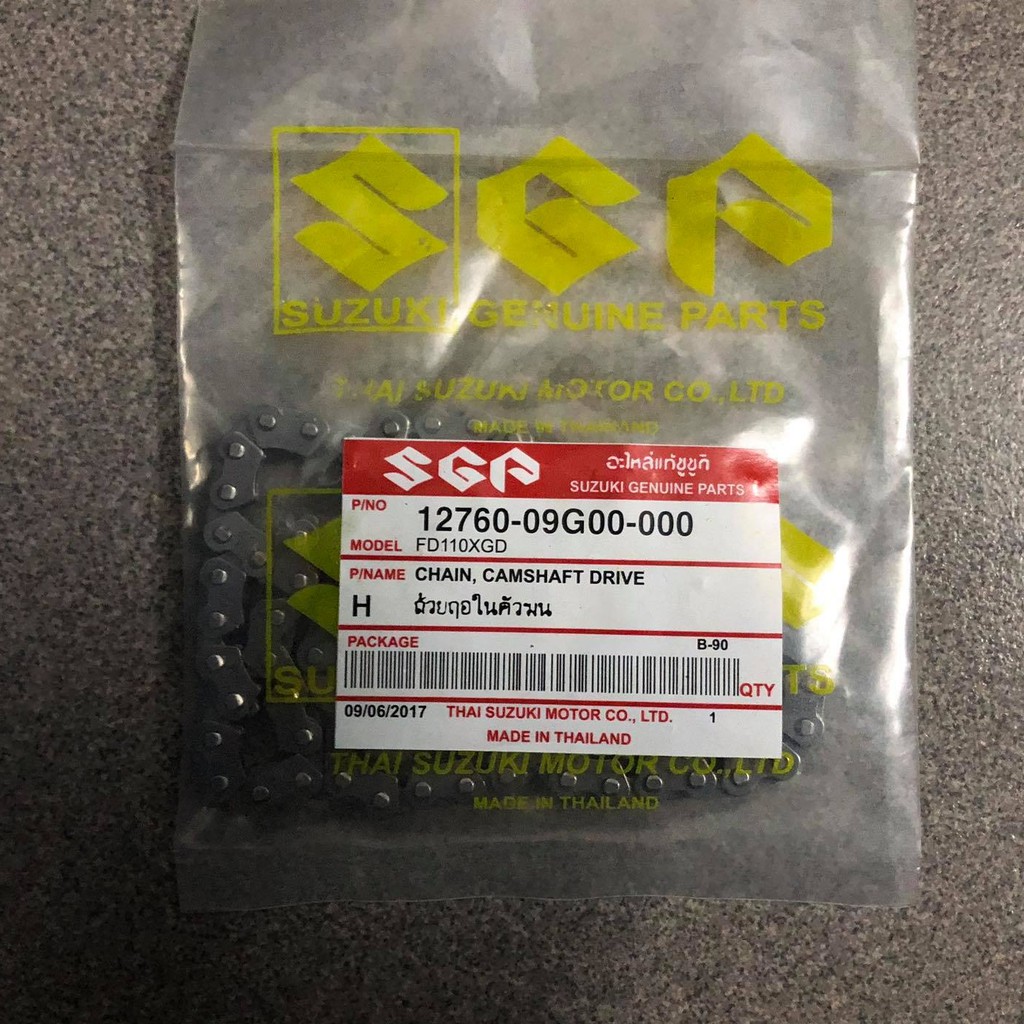 SGP
SUZUKI GENUINE PARTS
THAI SUZUKI MOTOR CO.,LTD
MADE IN THAILAND
SGP อะไหล่แท้ซูซูกิ
SUZUKI GENUINE PARTS
P/NO 12760-09G00-000
MODEL FD110XGD
P/NAME CHAIN, CAMSHAFT DRIVE
H
PACKAGE B-90
QTY
09/06/2017 THAI SUZUKI MOTOR CO., LTD. 1
MADE IN THAILAND
SU TS
THAI SUZUKI MOTOR CO.,LTD
MADE IN THAILAND